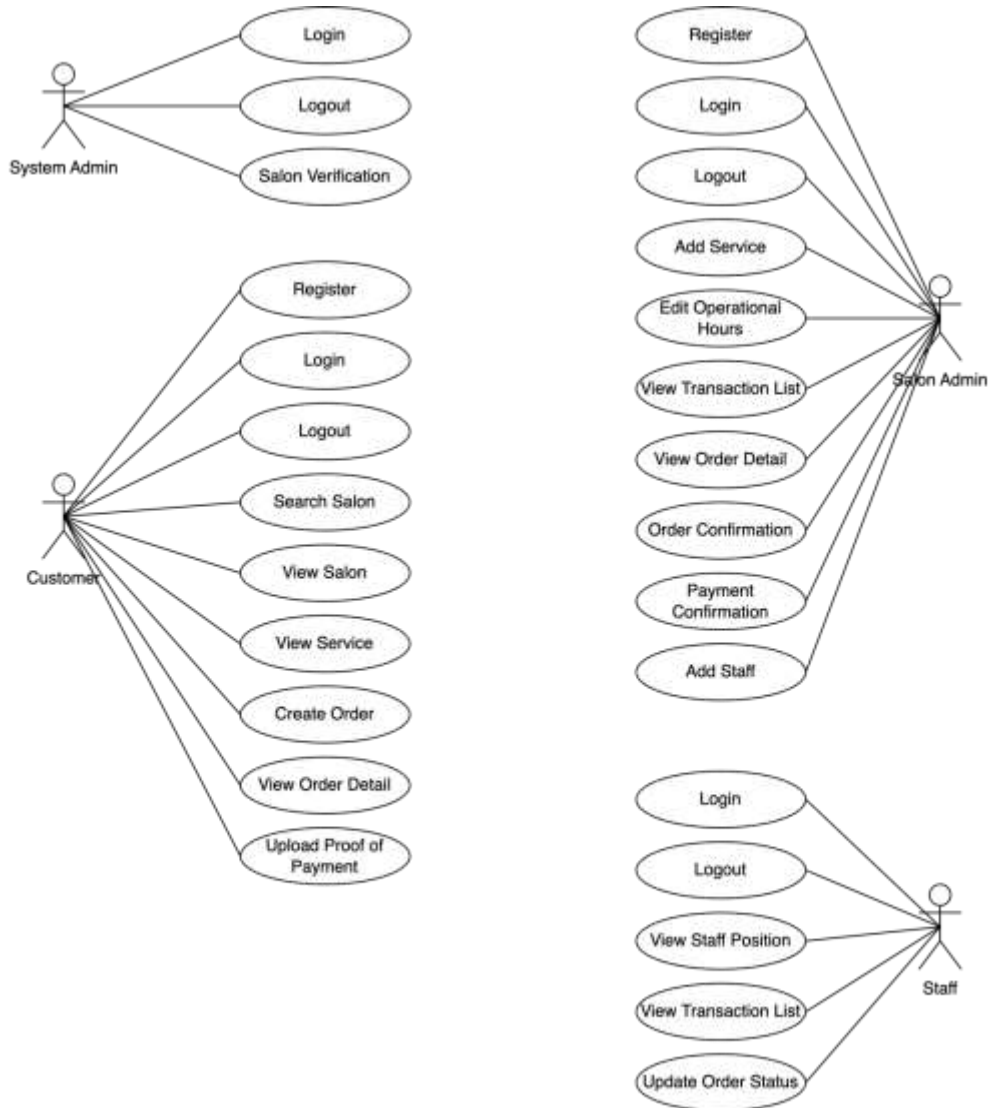 Login
Logout
System Admin
Salon Verification
Register
Login
Logout
Search Salon
Customer
View Salon
View Service
Create Order
View Order Detail
Upload Proof of
Payment
Register
Login
Logout
Add Service
Edit Operational
Hours
Salon Admin
View Transaction List
View Order Detail
Order Confirmation
Payment
Confirmation
Add Staff
Login
Logout
View Staff Position
Staff
View Transaction List
Update Order Status